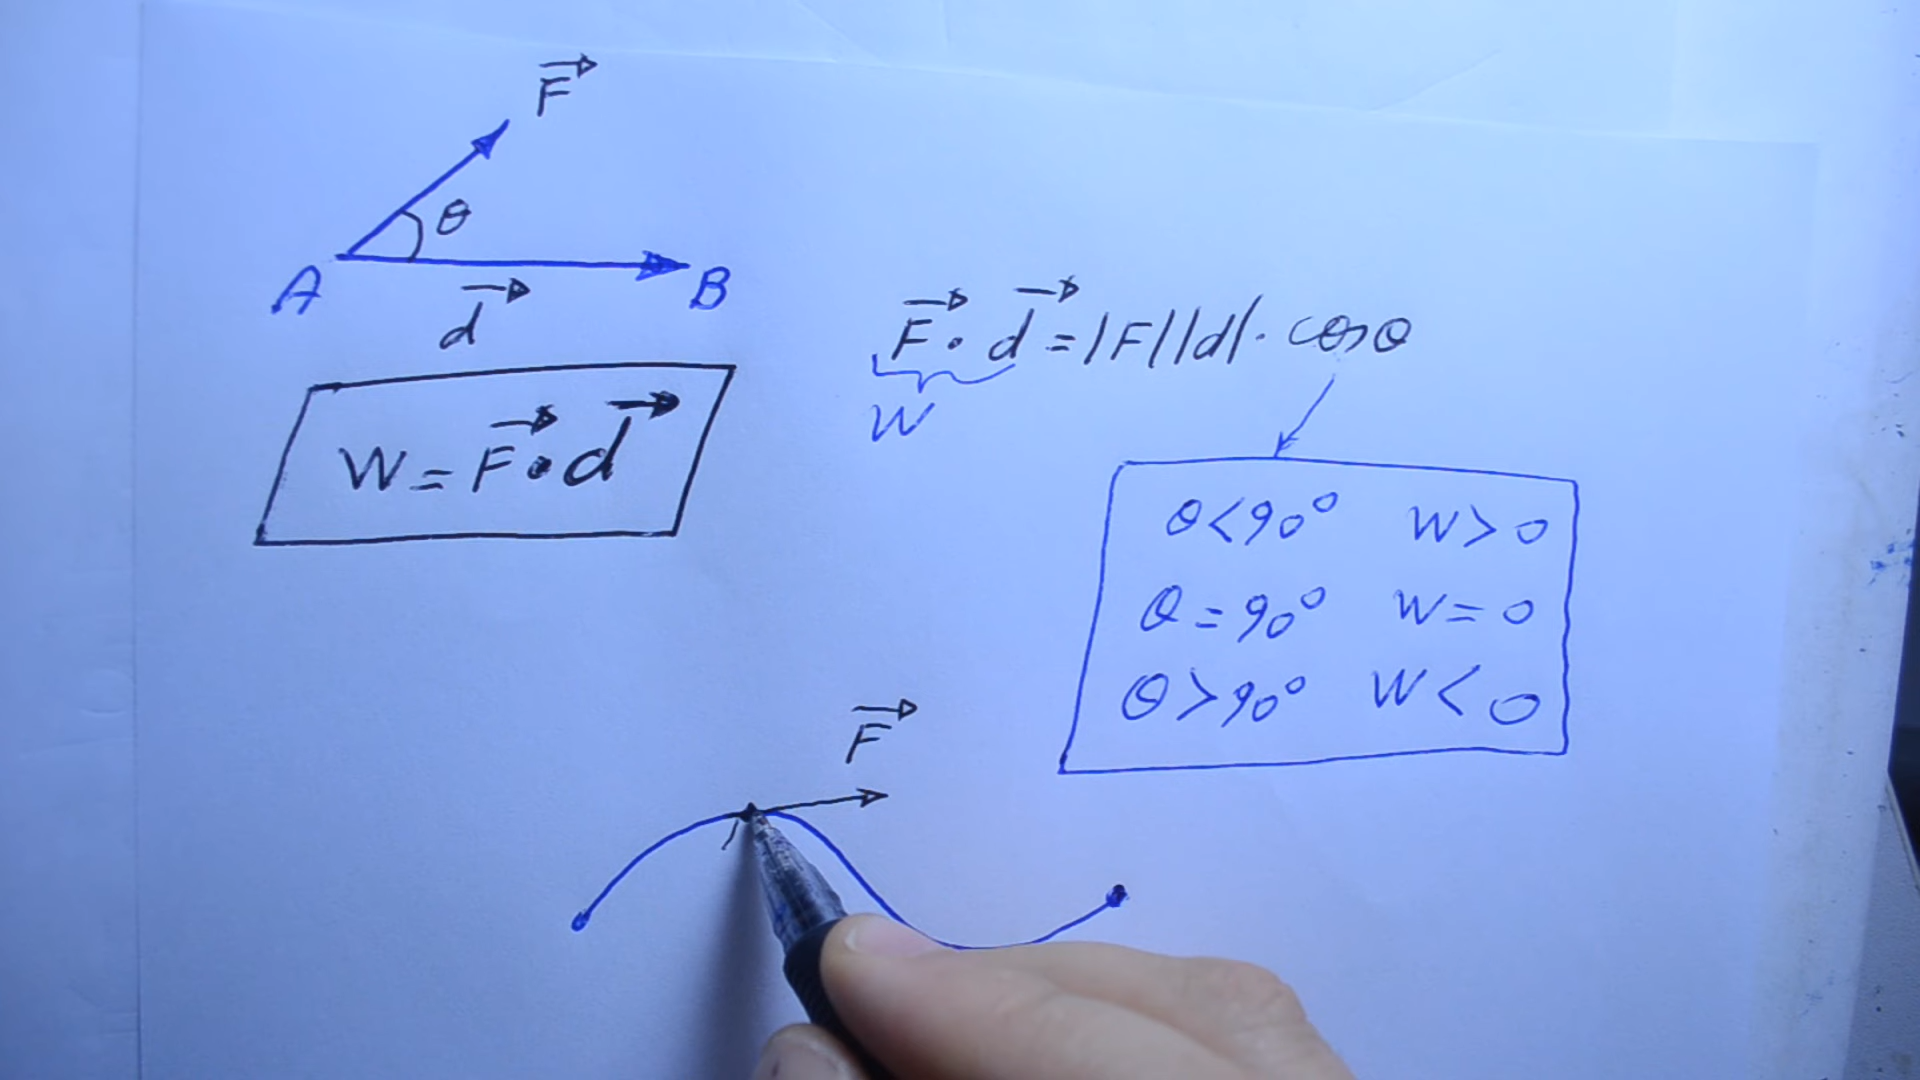 F⃗
θ
A
B
d⃗
F⃗ · d⃗ = |F||d| · cosθ
W
W = F⃗ · d⃗
θ < 90° W > 0
θ = 90° W = 0
θ > 90° W < 0
F⃗